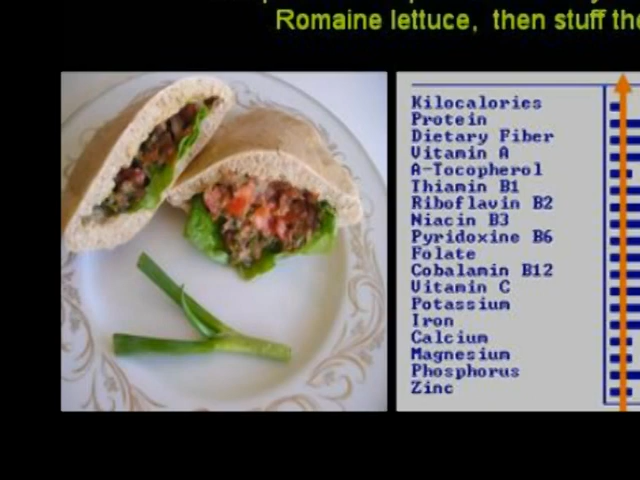 Romaine lettuce, then stuff the
Kilocalories
Protein
Dietary Fiber
Vitamin A
A-Tocopherol
Thiamin B1
Riboflavin B2
Niacin B3
Pyridoxine B6
Folate
Cobalamin B12
Vitamin C
Potassium
Iron
Calcium
Magnesium
Phosphorus
Zinc